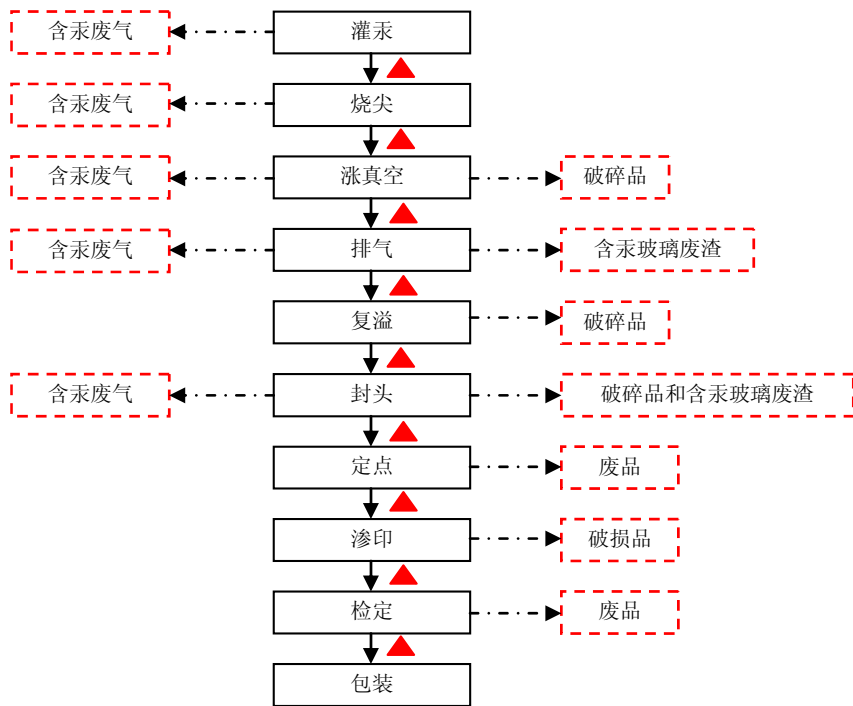 含汞废气
灌汞
含汞废气
烧尖
含汞废气
涨真空
破碎品
含汞废气
排气
含汞玻璃废渣
复溢
破碎品
含汞废气
封头
破碎品和含汞玻璃废渣
定点
废品
渗印
破损品
检定
废品
包装